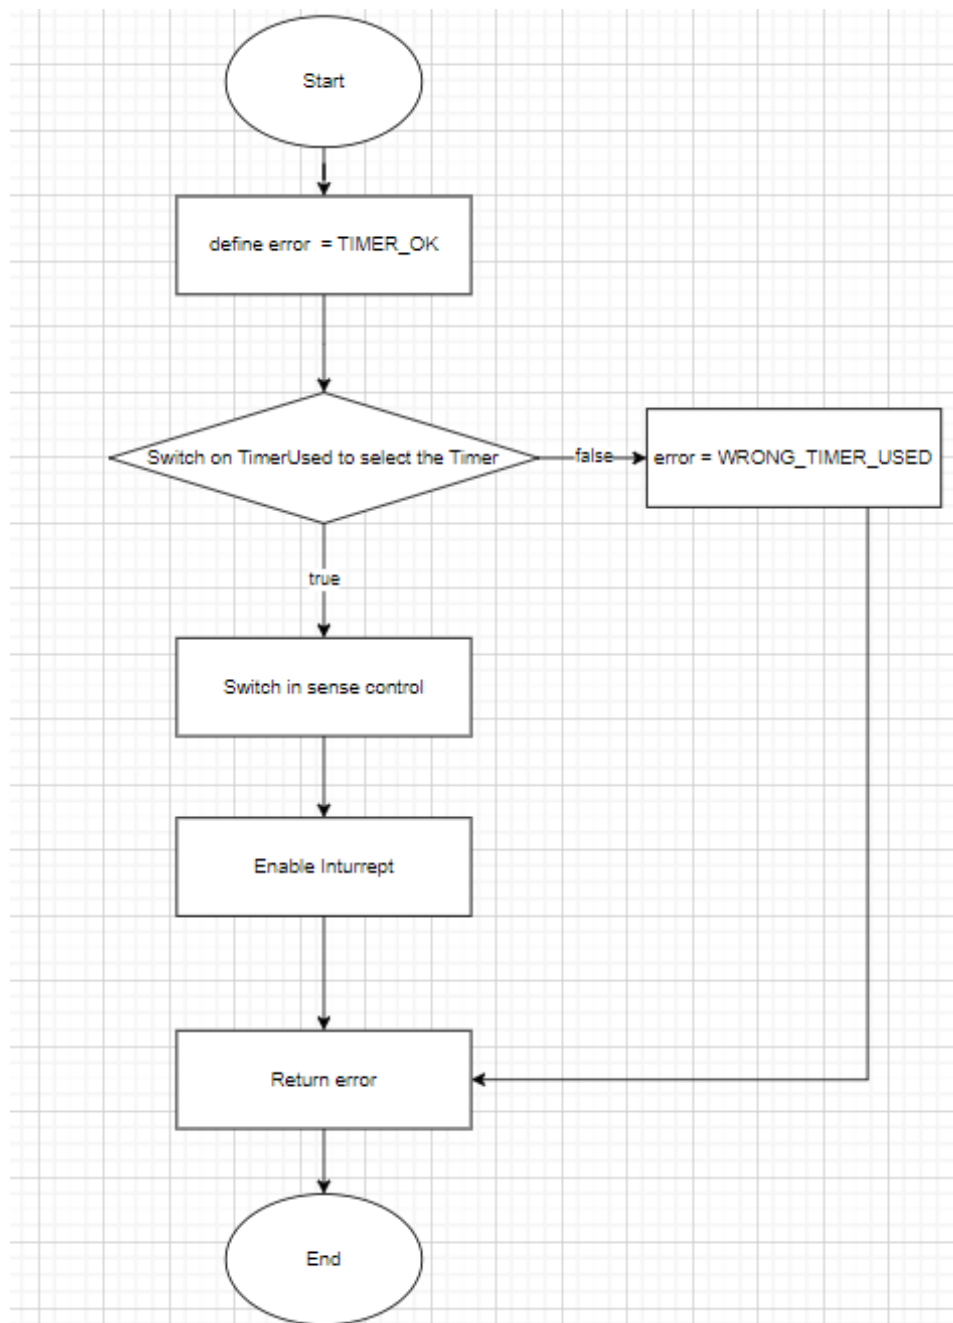 Start
define error = TIMER_OK
Switch on TimerUsed to select the Timer
false
error = WRONG_TIMER_USED
true
Switch in sense control
Enable Inturrept
Return error
End